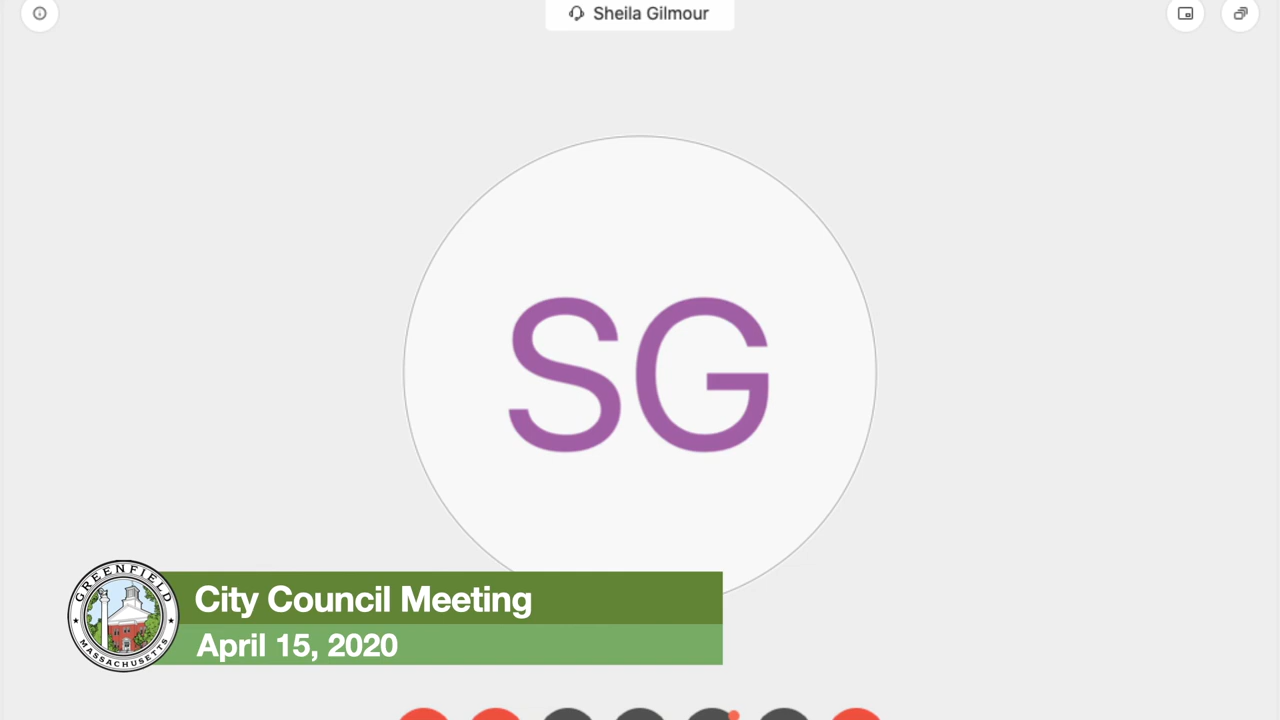 Sheila Gilmour
SG
GREENFIELD
MASSACHUSETTS
City Council Meeting
April 15, 2020